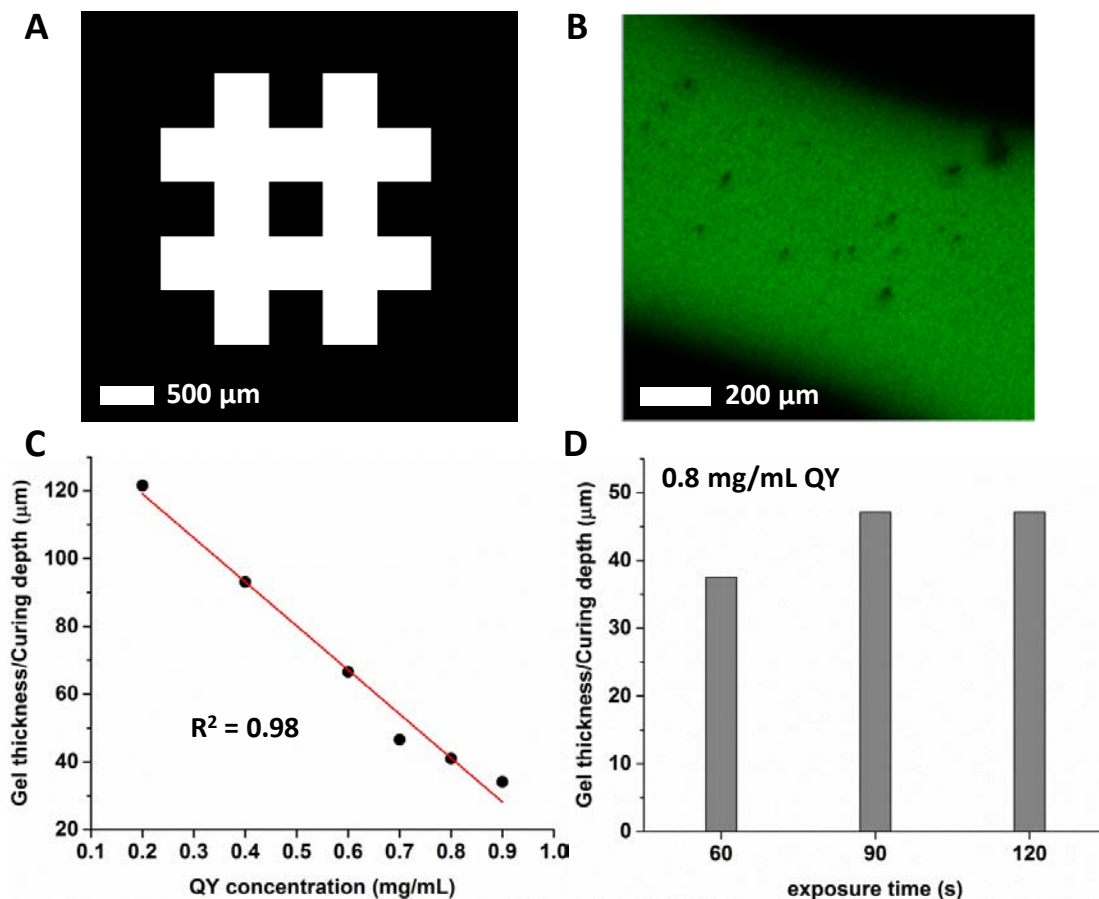 A
500 µm
B
200 µm
C
Gel thickness/Curing depth (µm)
120
100
80
60
40
20
R² = 0.98
0.1 0.2 0.3 0.4 0.5 0.6 0.7 0.8 0.9 1.0
QY concentration (mg/mL)
D
0.8 mg/mL QY
Gel thickness/Curing depth (µm)
50
40
30
20
10
0
60 90 120
exposure time (s)